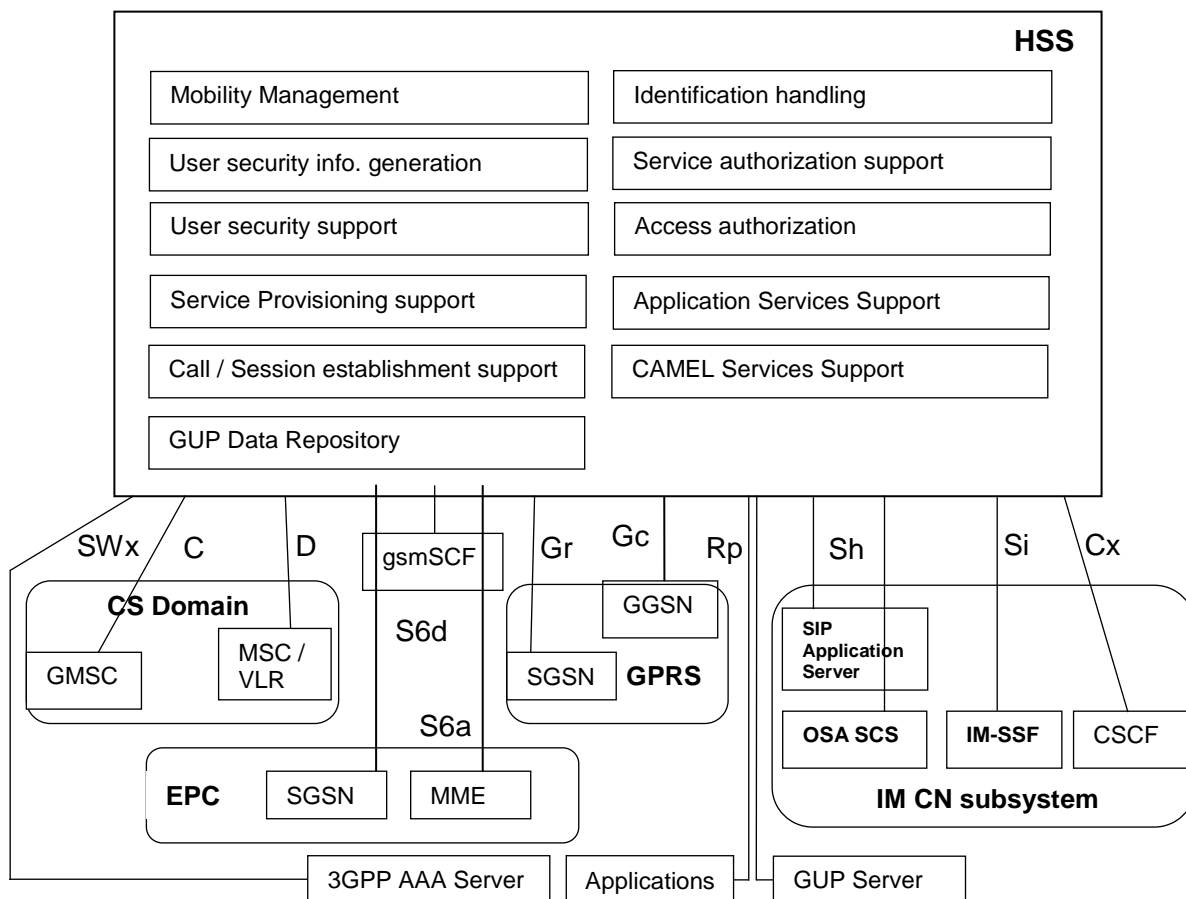 HSS
Mobility Management
Identification handling
User security info. generation
Service authorization support
User security support
Access authorization
Service Provisioning support
Application Services Support
Call / Session establishment support
CAMEL Services Support
GUP Data Repository
SWx
C
D
gsmSCF
Gr
Gc
Rp
Sh
Si
Cx
CS Domain
GMSC
MSC /
VLR
S6d
S6a
GGSN
SGSN
GPRS
SIP
Application
Server
OSA SCS
IM-SSF
CSCF
IM CN subsystem
EPC
SGSN
MME
3GPP AAA Server
Applications
GUP Server